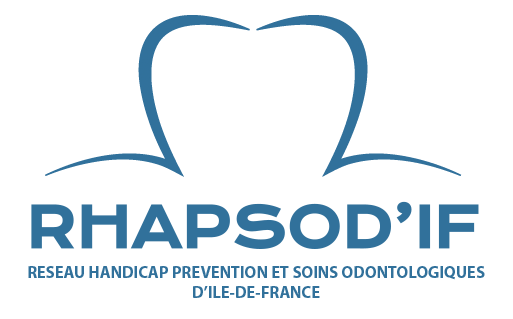 RHAPSOD’IF
RESEAU HANDICAP PREVENTION ET SOINS ODONTOLOGIQUES
D’ILE-DE-FRANCE